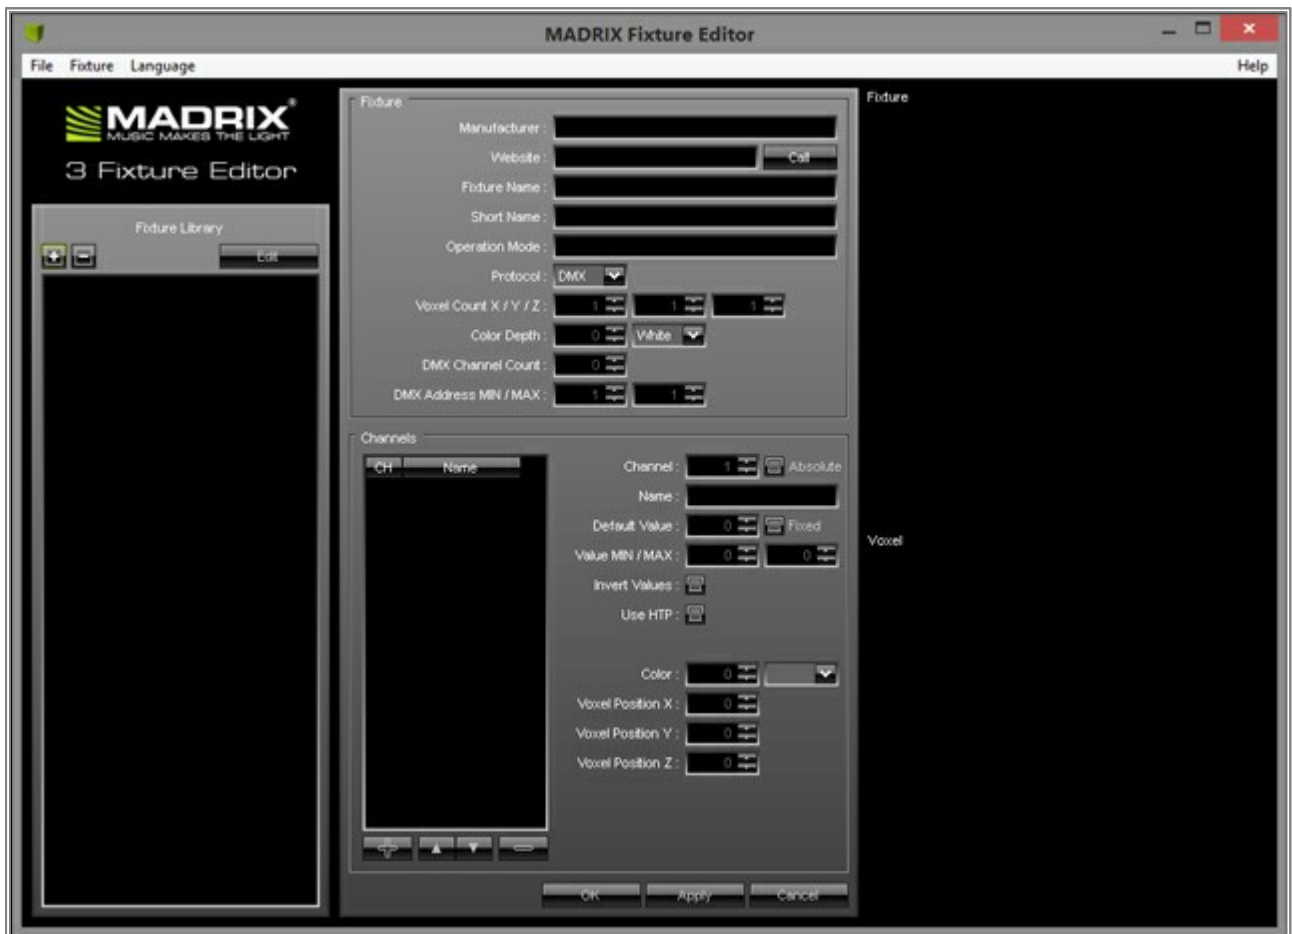 MADRIX Fixture Editor
File Fixture Language Help
MADRIX®
MUSIC MAKES THE LIGHT
3 Fixture Editor
Fixture Library
Edit
Fixture
Manufacturer :
Website : Call
Fixture Name :
Short Name :
Operation Mode :
Protocol : DMX
Voxel Count X / Y / Z : 1 1 1
Color Depth : 0 White
DMX Channel Count : 0
DMX Address MIN / MAX : 1 1
Channels
CH Name
Channel : 1 Absolute
Name :
Default Value : 0 Fixed
Value MIN / MAX : 0 0
Invert Values :
Use HTP :
Color : 0
Voxel Position X : 0
Voxel Position Y : 0
Voxel Position Z : 0
OK Apply Cancel
Fixture
Voxel